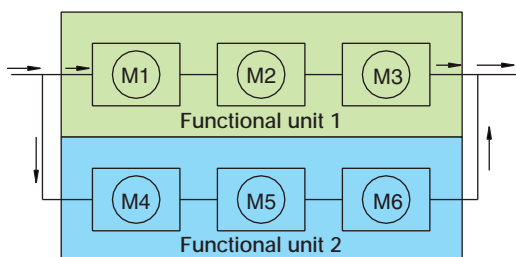 M1 M2 M3
Functional unit 1
M4 M5 M6
Functional unit 2